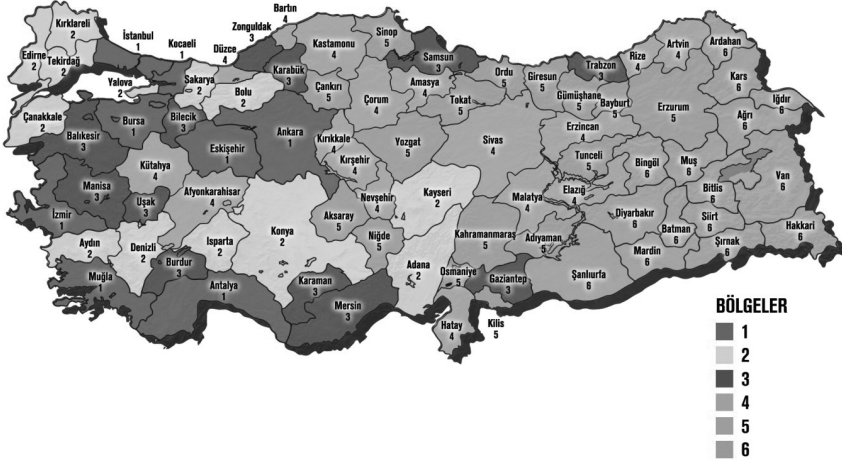 Kırklareli
2
Edirne
2
Tekirdağ
2
İstanbul
1
Kocaeli
1
Yalova
2
Sakarya
2
Düzce
4
Zonguldak
3
Bartın
4
Karabük
3
Bolu
2
Kastamonu
4
Sinop
5
Çankırı
5
Samsun
3
Amasya
4
Çorum
4
Tokat
5
Ordu
5
Giresun
5
Trabzon
3
Gümüşhane
5
Bayburt
5
Rize
4
Artvin
4
Ardahan
6
Kars
6
Iğdır
6
Ağrı
6
Erzurum
5
Erzincan
4
Çanakkale
2
Balıkesir
3
Bursa
1
Bilecik
3
Eskişehir
1
Ankara
1
Kırıkkale
4
Kırşehir
4
Yozgat
5
Sivas
4
Tunceli
5
Bingöl
6
Muş
6
Bitlis
6
Van
6
Kütahya
4
Manisa
3
Uşak
3
Afyonkarahisar
4
İzmir
1
Aydın
2
Denizli
2
Isparta
2
Burdur
3
Muğla
1
Antalya
1
Konya
2
Karaman
3
Mersin
3
Aksaray
5
Nevşehir
4
Niğde
5
Kayseri
2
Adana
2
Osmaniye
5
Hatay
4
Kahramanmaraş
5
Malatya
4
Elazığ
4
Adıyaman
5
Gaziantep
3
Kilis
5
Şanlıurfa
6
Diyarbakır
6
Mardin
6
Batman
6
Siirt
6
Şırnak
6
Hakkari
6
BÖLGELER
1
2
3
4
5
6